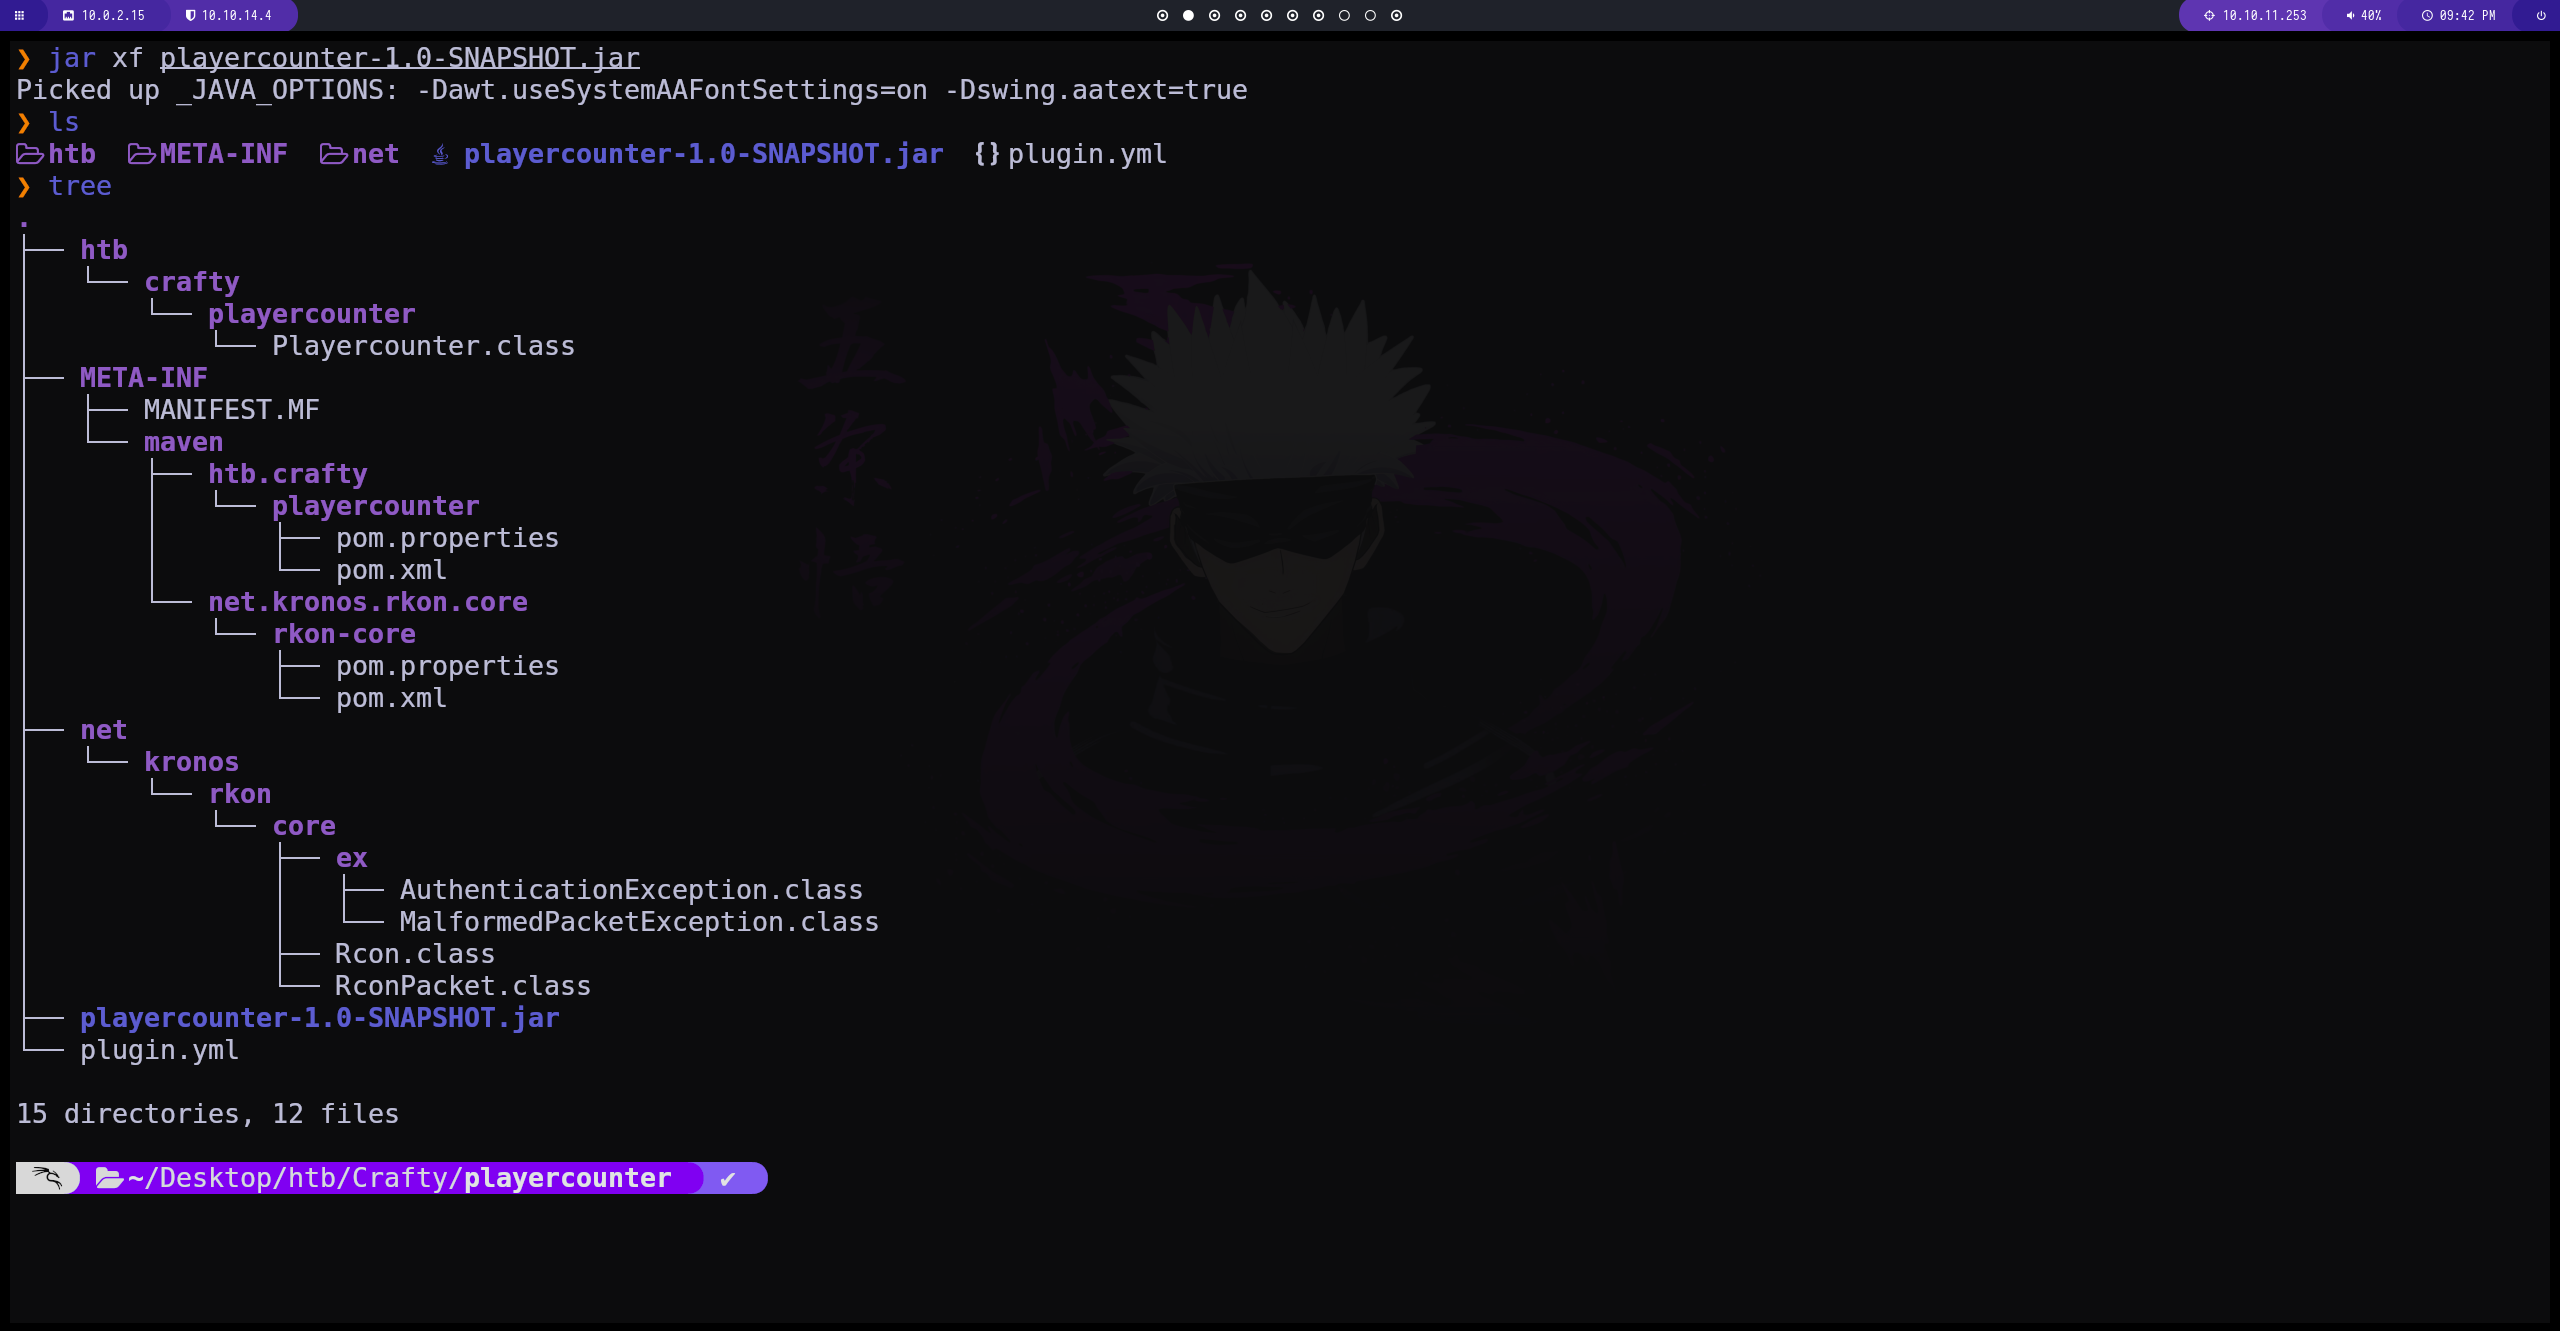 10.0.2.15 10.10.14.4 10.10.11.253 40% 09:42 PM
❯ jar xf playercounter-1.0-SNAPSHOT.jar
Picked up _JAVA_OPTIONS: -Dawt.useSystemAAFontSettings=on -Dswing.aatext=true
❯ ls
htb META-INF net playercounter-1.0-SNAPSHOT.jar {} plugin.yml
❯ tree
.
├── htb
│   └── crafty
│       └── playercounter
│           └── Playercounter.class
├── META-INF
│   ├── MANIFEST.MF
│   └── maven
│       ├── htb.crafty
│       │   └── playercounter
│       │       ├── pom.properties
│       │       └── pom.xml
│       └── net.kronos.rkon.core
│           └── rkon-core
│               ├── pom.properties
│               └── pom.xml
├── net
│   └── kronos
│       └── rkon
│           └── core
│               ├── ex
│               │   ├── AuthenticationException.class
│               │   └── MalformedPacketException.class
│               ├── Rcon.class
│               └── RconPacket.class
├── playercounter-1.0-SNAPSHOT.jar
└── plugin.yml
15 directories, 12 files
~/Desktop/htb/Crafty/playercounter ✔
五条悟